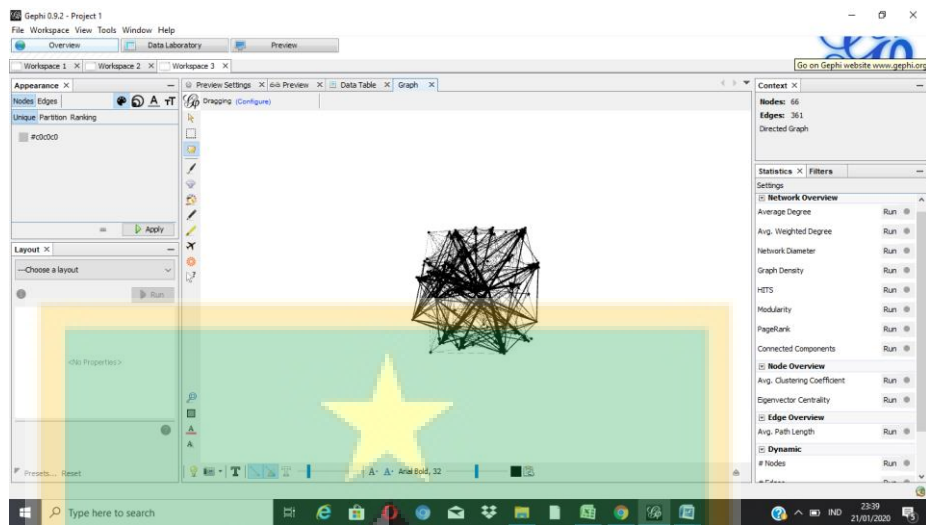 Gephi 0.9.2 - Project 1
File Workspace View Tools Window Help
Overview Data Laboratory Preview
Workspace 1 X Workspace 2 X Workspace 3 X
Go on Gephi website www.gephi.org
Appearance X
Nodes Edges
Unique Partition Ranking
#c0c0c0
Apply
Layout X
---Choose a layout
Run
<No Properties>
Presets... Reset
Preview Settings X Preview X Data Table X Graph X
Dragging (Configure)
Arial Bold, 32
Context X
Nodes: 66
Edges: 361
Directed Graph
Statistics X Filters
Settings
Network Overview
Average Degree Run
Avg. Weighted Degree Run
Network Diameter Run
Graph Density Run
HITS Run
Modularity Run
PageRank Run
Connected Components Run
Node Overview
Avg. Clustering Coefficient Run
Eigenvector Centrality Run
Edge Overview
Avg. Path Length Run
Dynamic
# Nodes Run
Type here to search
IND
23:39
21/01/2020